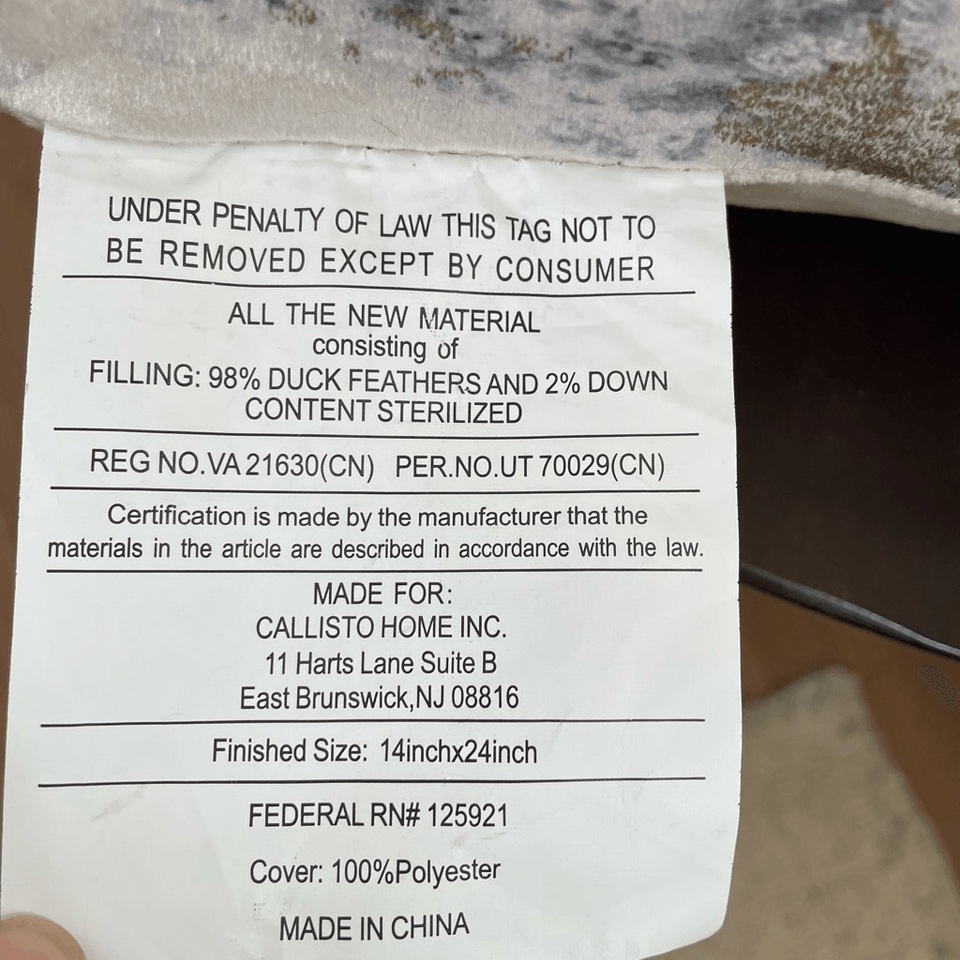 UNDER PENALTY OF LAW THIS TAG NOT TO
BE REMOVED EXCEPT BY CONSUMER
ALL THE NEW MATERIAL
consisting of
FILLING: 98% DUCK FEATHERS AND 2% DOWN
CONTENT STERILIZED
REG NO.VA 21630(CN) PER.NO.UT 70029(CN)
Certification is made by the manufacturer that the
materials in the article are described in accordance with the law.
MADE FOR:
CALLISTO HOME INC.
11 Harts Lane Suite B
East Brunswick,NJ 08816
Finished Size: 14inchx24inch
FEDERAL RN# 125921
Cover: 100%Polyester
MADE IN CHINA